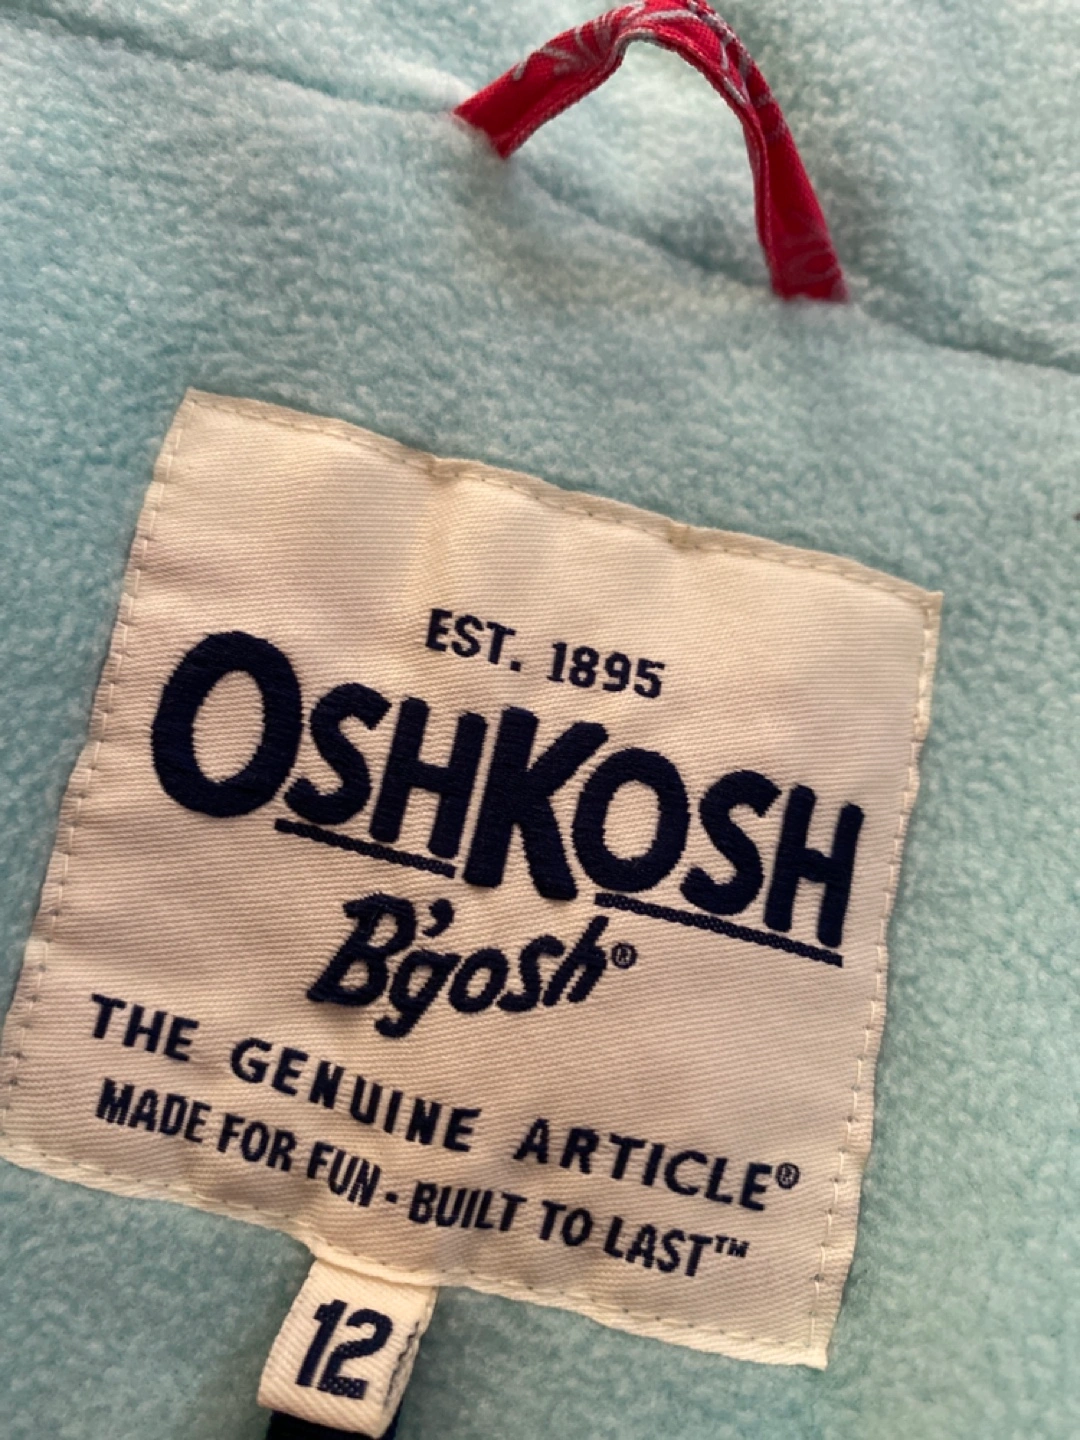 EST. 1895
OSHKOSH
B'gosh®
THE GENUINE ARTICLE®
MADE FOR FUN - BUILT TO LAST™
12